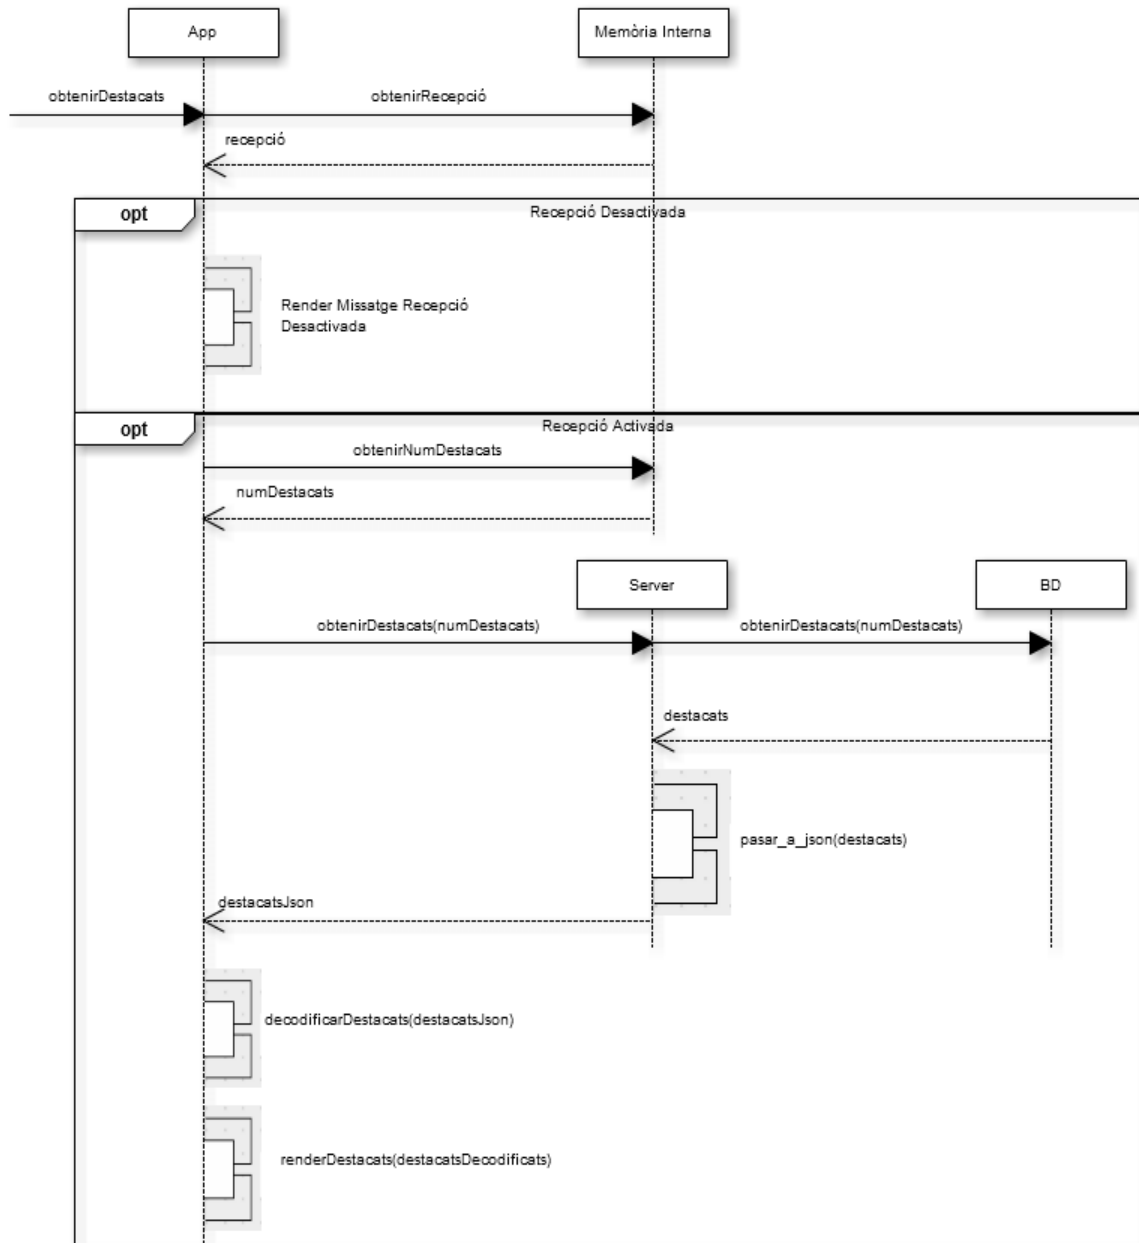 App
Memòria Interna
obtenirDestacats
obtenirRecepció
recepció
opt
Recepció Desactivada
Render Missatge Recepció
Desactivada
opt
Recepció Activada
obtenirNumDestacats
numDestacats
Server
BD
obtenirDestacats(numDestacats)
obtenirDestacats(numDestacats)
destacats
pasar_a_json(destacats)
destacatsJson
decodificarDestacats(destacatsJson)
renderDestacats(destacatsDecodificats)